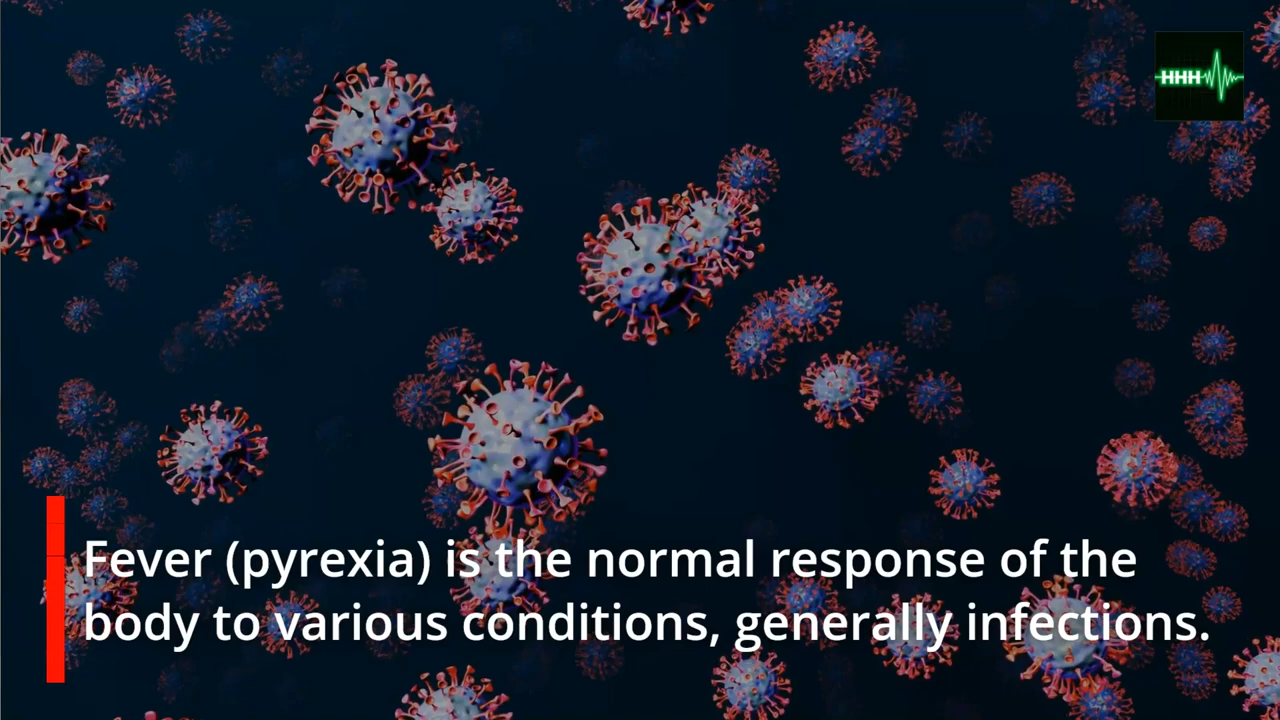 HHH
Fever (pyrexia) is the normal response of the
body to various conditions, generally infections.